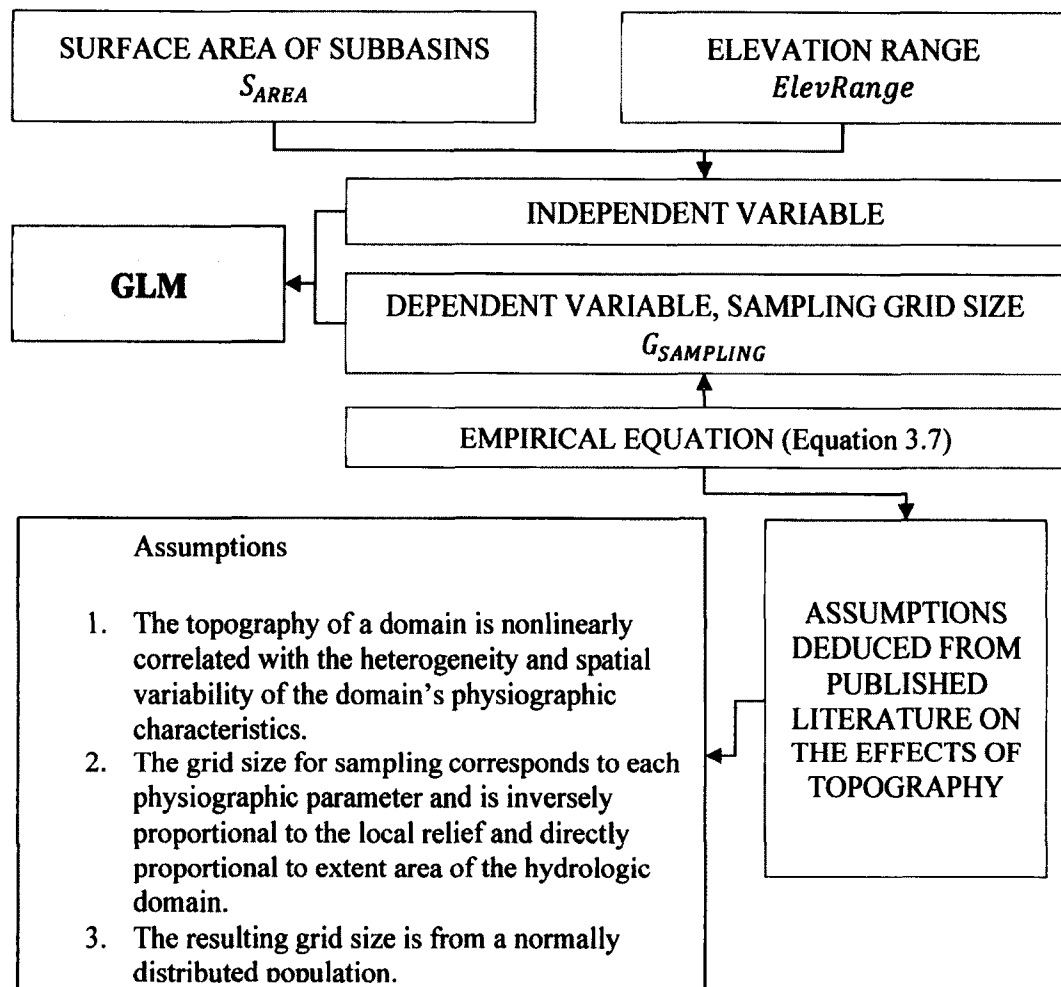 SURFACE AREA OF SUBBASINS
S_AREA
ELEVATION RANGE
ElevRange
INDEPENDENT VARIABLE
GLM
DEPENDENT VARIABLE, SAMPLING GRID SIZE
G_SAMPLING
EMPIRICAL EQUATION (Equation 3.7)
Assumptions
1. The topography of a domain is nonlinearly
correlated with the heterogeneity and spatial
variability of the domain's physiographic
characteristics.
2. The grid size for sampling corresponds to each
physiographic parameter and is inversely
proportional to the local relief and directly
proportional to extent area of the hydrologic
domain.
3. The resulting grid size is from a normally
distributed population.
ASSUMPTIONS
DEDUCED FROM
PUBLISHED
LITERATURE ON
THE EFFECTS OF
TOPOGRAPHY